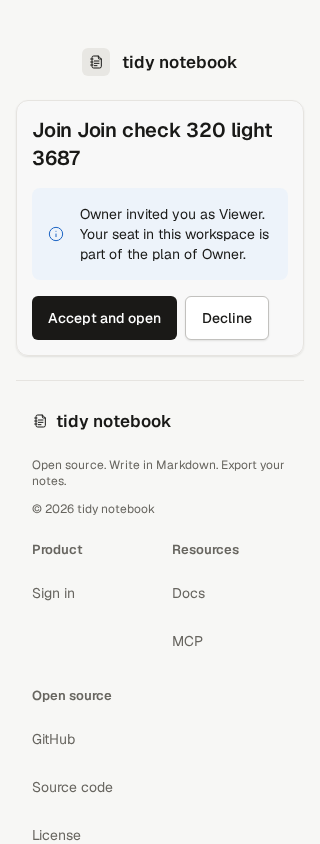 tidy notebook
Join Join check 320 light
3687
Owner invited you as Viewer.
Your seat in this workspace is
part of the plan of Owner.
Accept and open
Decline
tidy notebook
Open source. Write in Markdown. Export your
notes.
© 2026 tidy notebook
Product
Sign in
Resources
Docs
MCP
Open source
GitHub
Source code
License